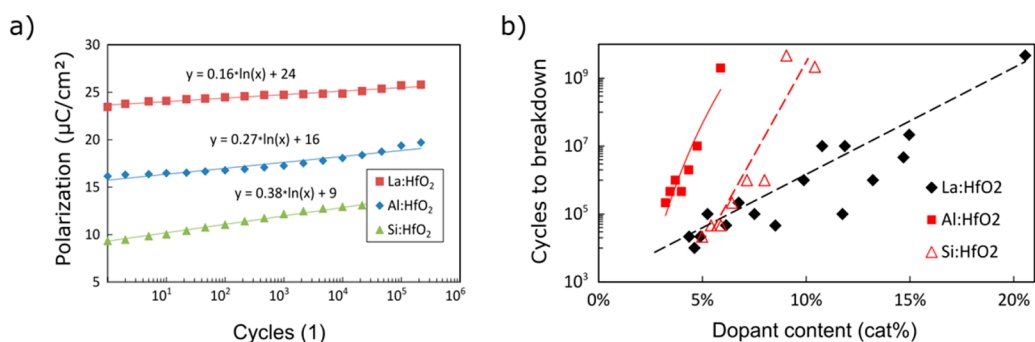 a)
Polarization (µC/cm²)
30
25
20
15
10
5
y = 0.16*ln(x) + 24
y = 0.27*ln(x) + 16
y = 0.38*ln(x) + 9
La:HfO₂
Al:HfO₂
Si:HfO₂
10¹ 10² 10³ 10⁴ 10⁵ 10⁶
Cycles (1)
b)
Cycles to breakdown
10⁹
10⁷
10⁵
10³
La:HfO₂
Al:HfO₂
Si:HfO₂
0% 5% 10% 15% 20%
Dopant content (cat%)